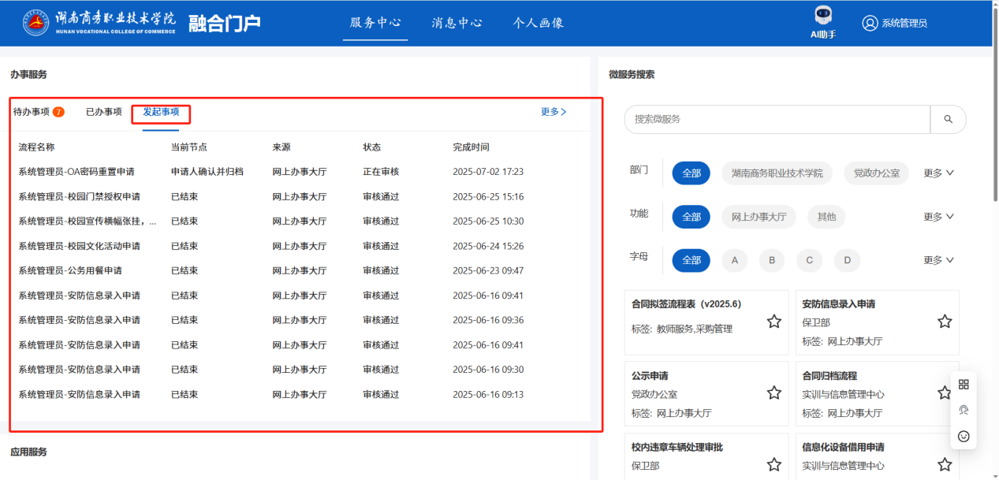 湖南商务职业技术学院 融合门户 服务中心 消息中心 个人画像 AI助手 系统管理员
HUNAN VOCATIONAL COLLEGE OF COMMERCE
办事服务
待办事项 7 已办事项 发起事项 更多
流程名称 当前节点 来源 状态 完成时间
系统管理员-OA密码重置申请 申请人确认并归档 网上办事大厅 正在审核 2025-07-02 17:23
系统管理员-校园门禁授权申请 已结束 网上办事大厅 审核通过 2025-06-25 15:16
系统管理员-校园宣传横幅张挂，... 已结束 网上办事大厅 审核通过 2025-06-25 10:30
系统管理员-校园文化活动申请 已结束 网上办事大厅 审核通过 2025-06-24 15:26
系统管理员-公务用餐申请 已结束 网上办事大厅 审核通过 2025-06-23 09:47
系统管理员-安防信息录入申请 已结束 网上办事大厅 审核通过 2025-06-16 09:41
系统管理员-安防信息录入申请 已结束 网上办事大厅 审核通过 2025-06-16 09:36
系统管理员-安防信息录入申请 已结束 网上办事大厅 审核通过 2025-06-16 09:41
系统管理员-安防信息录入申请 已结束 网上办事大厅 审核通过 2025-06-16 09:30
系统管理员-安防信息录入申请 已结束 网上办事大厅 审核通过 2025-06-16 09:13
应用服务
微服务搜索
搜索微服务
部门 全部 湖南商务职业技术学院 党政办公室 更多
功能 全部 网上办事大厅 其他 更多
字母 全部 A B C D 更多
合同拟签流程表（v2025.6）
标签: 教师服务,采购管理
安防信息录入申请
保卫部
标签: 网上办事大厅
公示申请
党政办公室
标签: 网上办事大厅
合同归档流程
实训与信息管理中心
标签: 网上办事大厅
校内违章车辆处理审批
保卫部
信息化设备借用申请
实训与信息管理中心